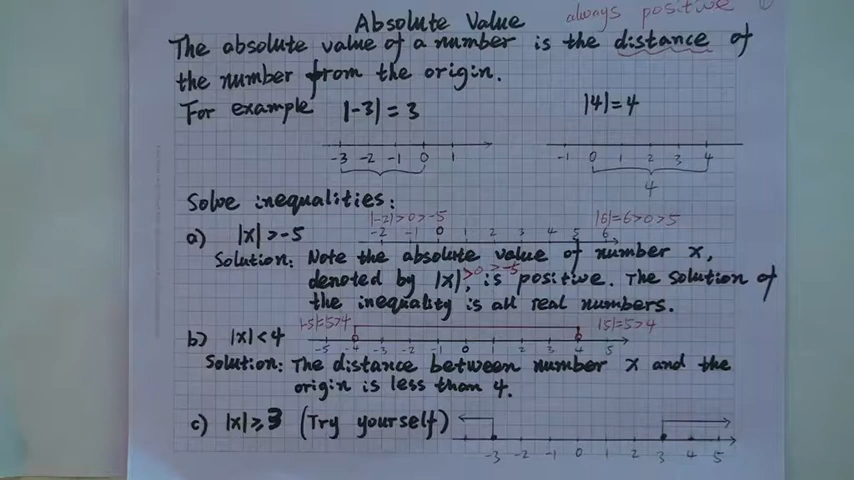 Absolute Value always positive
The absolute value of a number is the distance of
the number from the origin.
For example |-3| = 3 |4| = 4
-3 -2 -1 0 1 -1 0 1 2 3 4
4
Solve inequalities:
|-2| > 0 > -5 |6| = 6 > 0 > 5
a) |x| > -5 -2 -1 0 1 2 3 4 5 6
Solution: Note the absolute value of number x,
>0 > -5
denoted by |x|, is positive. The solution of
the inequality is all real numbers.
|-5| = 5 > 4 |5| = 5 > 4
b) |x| < 4 -5 -4 -3 -2 -1 0 1 2 3 4 5
Solution: The distance between number x and the
origin is less than 4.
c) |x| ≥ 3 (Try yourself)
-3 -2 -1 0 1 2 3 4 5